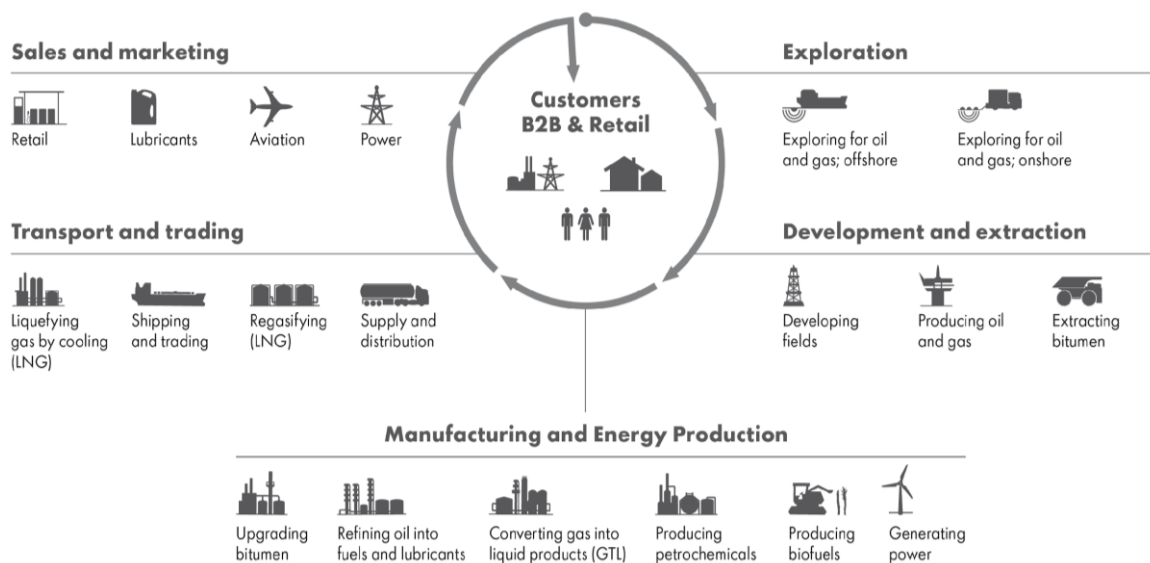 Sales and marketing
Retail
Lubricants
Aviation
Power
Customers
B2B & Retail
Exploration
Exploring for oil
and gas; offshore
Exploring for oil
and gas; onshore
Transport and trading
Liquefying
gas by cooling
(LNG)
Shipping
and trading
Regasifying
(LNG)
Supply and
distribution
Development and extraction
Developing
fields
Producing oil
and gas
Extracting
bitumen
Manufacturing and Energy Production
Upgrading
bitumen
Refining oil into
fuels and lubricants
Converting gas into
liquid products (GTL)
Producing
petrochemicals
Producing
biofuels
Generating
power